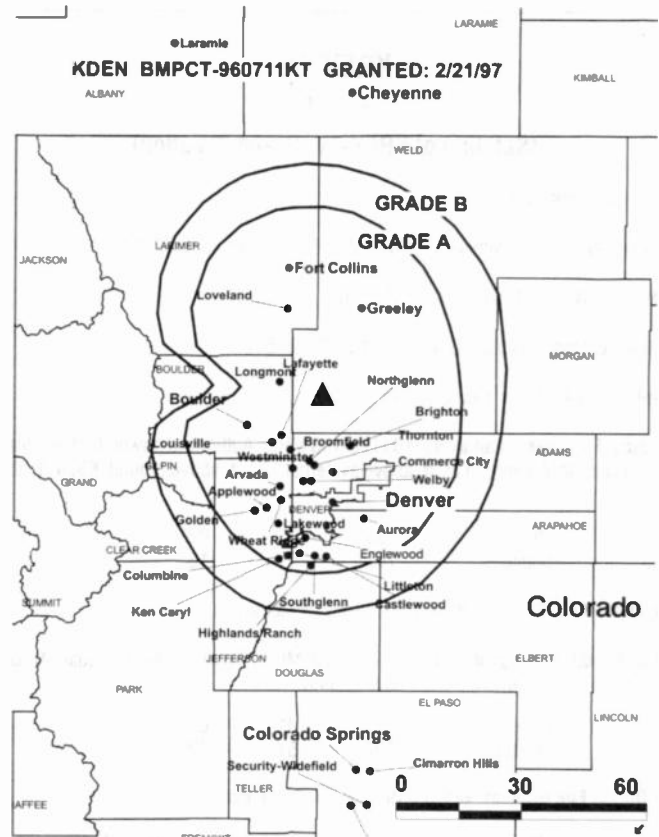 LARAMIE
Laramie
KDEN BMPCT-960711KT GRANTED: 2/21/97
KIMBALL
ALBANY
Cheyenne
WELD
GRADE B
GRADE A
LARIMER
JACKSON
Fort Collins
Loveland
Greeley
MORGAN
BOULDER
Lafayette
Longmont
Northglenn
Boulder
Brighton
Louisville
Broomfield
Thornton
ADAMS
Westminster
Commerce City
GILPIN
Arvada
Welby
GRAND
Applewood
Denver
DENVER
Golden
Lakewood
Aurora
ARAPAHOE
Wheat Ridge
CLEAR CREEK
Englewood
Columbine
Littleton
SUMMIT
Ken Caryl
Southglenn
Castlewood
Colorado
Highlands Ranch
JEFFERSON
ELBERT
DOUGLAS
PARK
EL PASO
LINCOLN
Colorado Springs
Security-Widefield
Cimarron Hills
0 30 60
TELLER
AFFEE
FREMONT